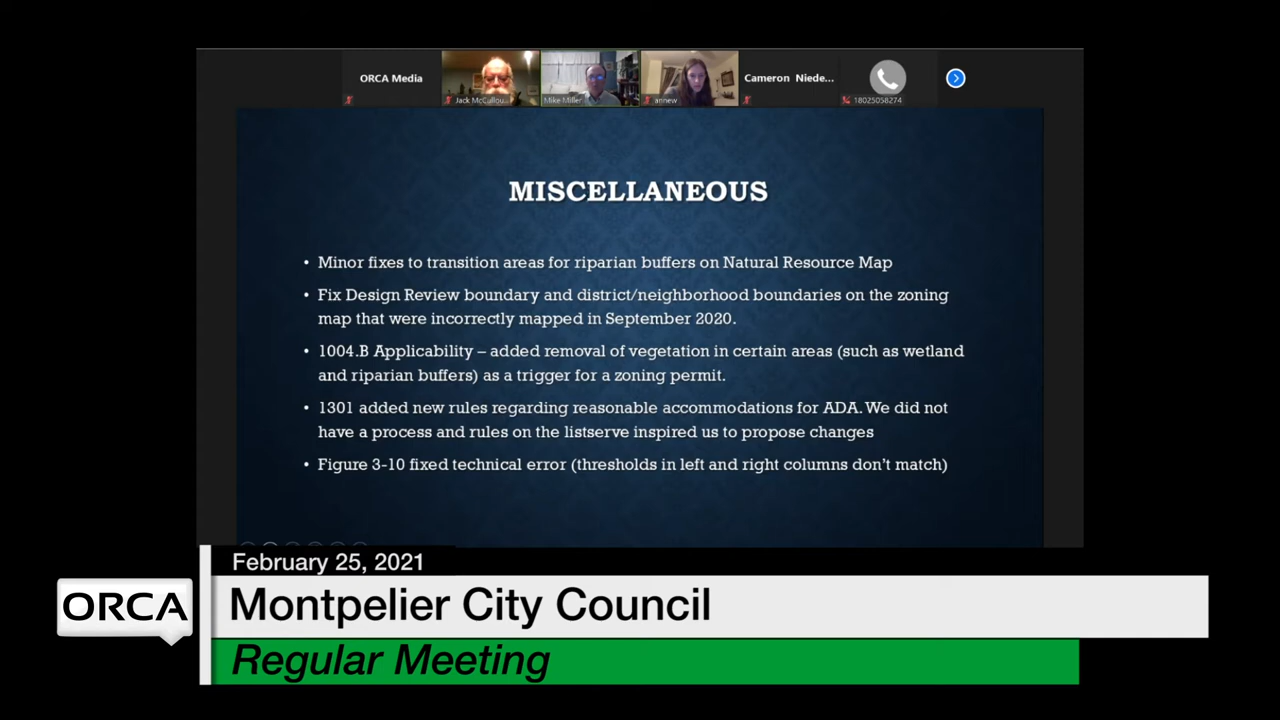 ORCA Media
Jack McCullou...
Mike Miller
annew
Cameron Niede...
18025058274
MISCELLANEOUS
• Minor fixes to transition areas for riparian buffers on Natural Resource Map
• Fix Design Review boundary and district/neighborhood boundaries on the zoning
map that were incorrectly mapped in September 2020.
• 1004.B Applicability – added removal of vegetation in certain areas (such as wetland
and riparian buffers) as a trigger for a zoning permit.
• 1301 added new rules regarding reasonable accommodations for ADA. We did not
have a process and rules on the listserve inspired us to propose changes
• Figure 3-10 fixed technical error (thresholds in left and right columns don't match)
February 25, 2021
ORCA
Montpelier City Council
Regular Meeting